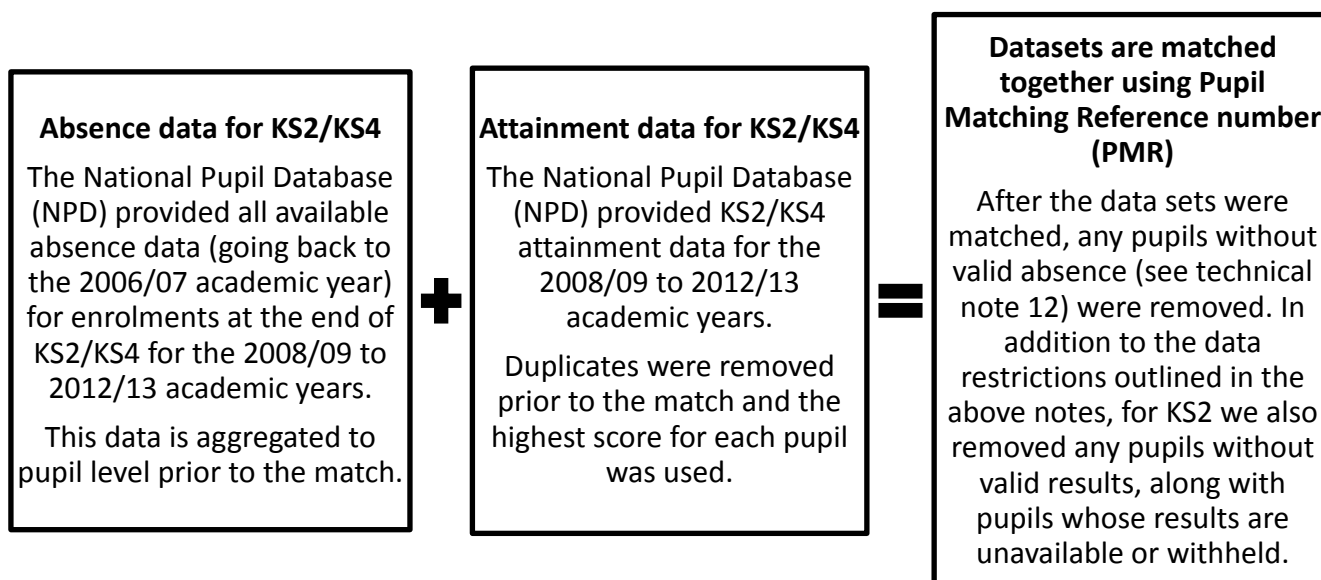 Absence data for KS2/KS4
The National Pupil Database
(NPD) provided all available
absence data (going back to
the 2006/07 academic year)
for enrolments at the end of
KS2/KS4 for the 2008/09 to
2012/13 academic years.
This data is aggregated to
pupil level prior to the match.
+
Attainment data for KS2/KS4
The National Pupil Database
(NPD) provided KS2/KS4
attainment data for the
2008/09 to 2012/13
academic years.
Duplicates were removed
prior to the match and the
highest score for each pupil
was used.
=
Datasets are matched
together using Pupil
Matching Reference number
(PMR)
After the data sets were
matched, any pupils without
valid absence (see technical
note 12) were removed. In
addition to the data
restrictions outlined in the
above notes, for KS2 we also
removed any pupils without
valid results, along with
pupils whose results are
unavailable or withheld.